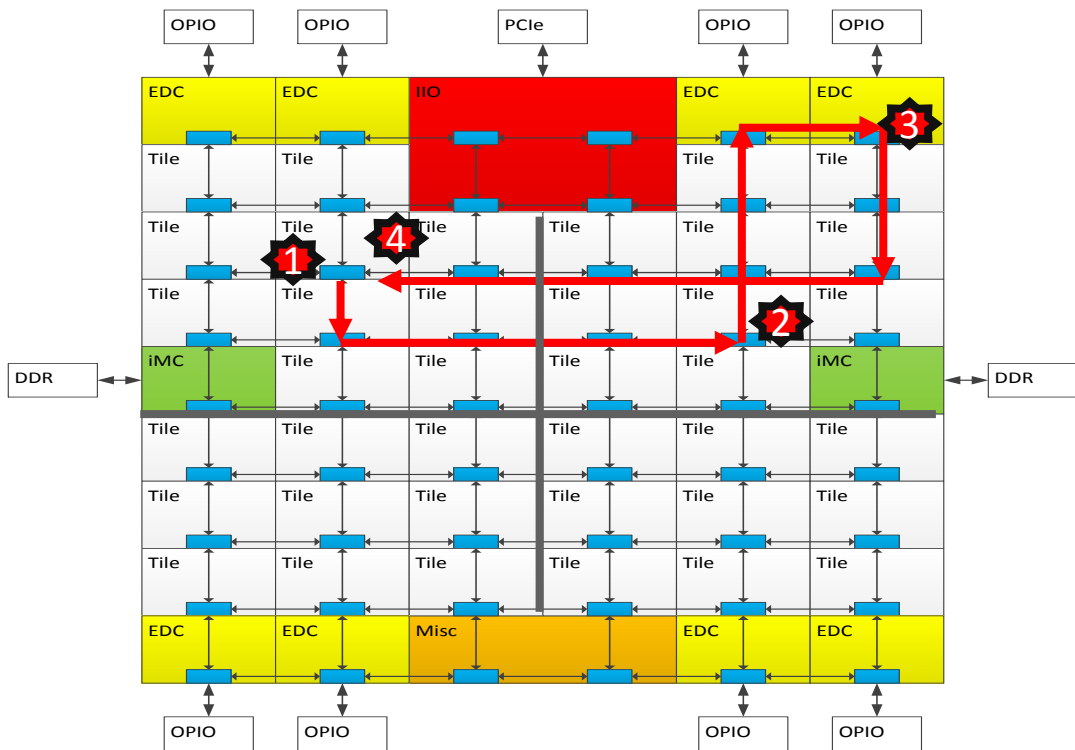 OPIO OPIO PCIe OPIO OPIO
EDC EDC IIO EDC EDC
3
Tile Tile Tile Tile
Tile Tile Tile Tile Tile Tile
4
1
Tile Tile Tile Tile Tile Tile
2
iMC Tile Tile Tile Tile iMC
DDR DDR
Tile Tile Tile Tile Tile Tile
Tile Tile Tile Tile Tile Tile
Tile Tile Tile Tile Tile Tile
EDC EDC Misc EDC EDC
OPIO OPIO OPIO OPIO